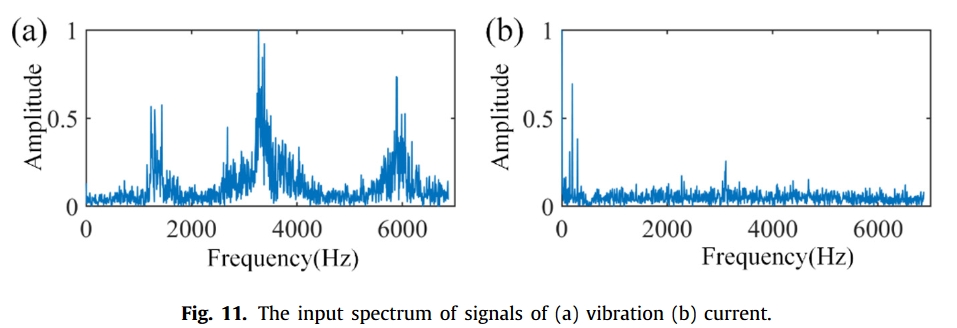 (a)
1
0.5
0
Amplitude
0
2000
4000
6000
Frequency(Hz)
(b)
1
0.5
0
Amplitude
0
2000
4000
6000
Frequency(Hz)
Fig. 11. The input spectrum of signals of (a) vibration (b) current.